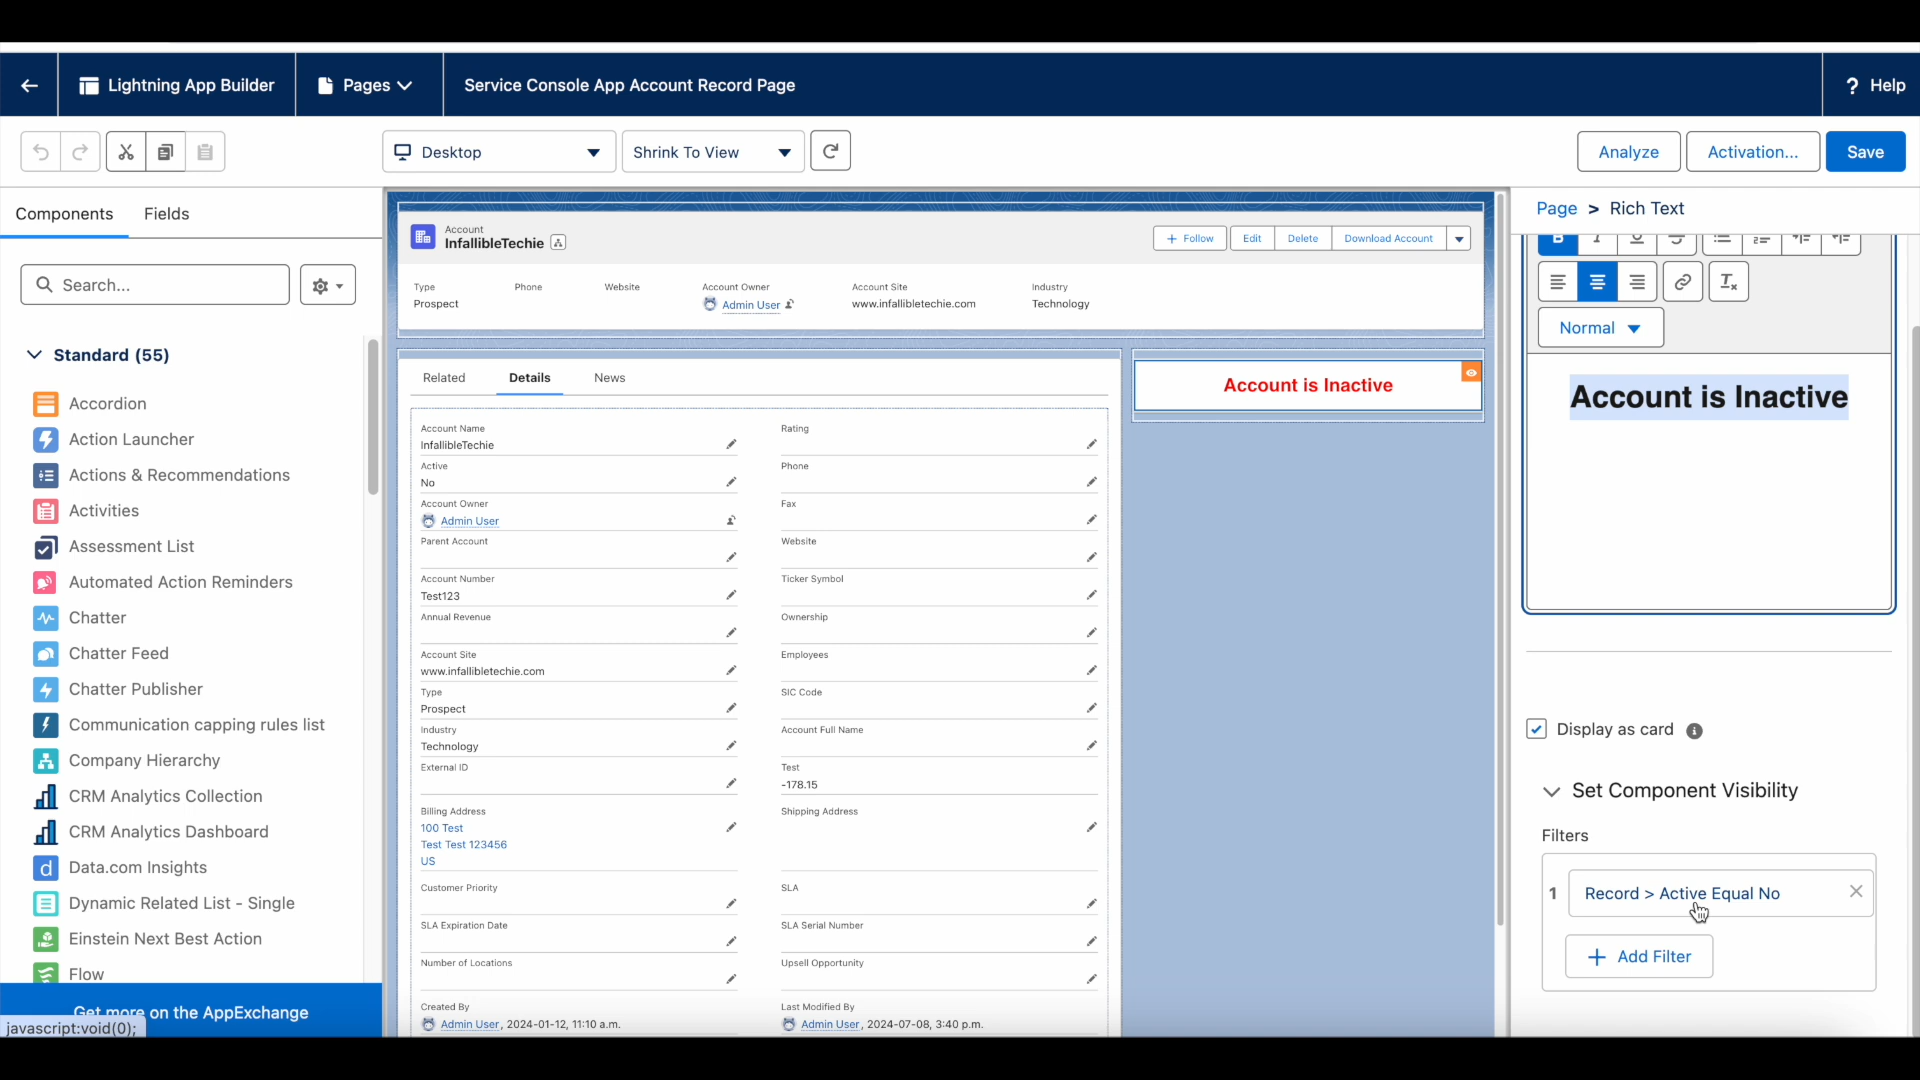 Lightning App Builder
Pages
Service Console App Account Record Page
? Help
Desktop
Shrink To View
Analyze
Activation...
Save
Components
Fields
Search...
Standard (55)
Accordion
Action Launcher
Actions & Recommendations
Activities
Assessment List
Automated Action Reminders
Chatter
Chatter Feed
Chatter Publisher
Communication capping rules list
Company Hierarchy
CRM Analytics Collection
CRM Analytics Dashboard
Data.com Insights
Dynamic Related List - Single
Einstein Next Best Action
Flow
Get more on the AppExchange
javascript:void(0);
Account
InfallibleTechie
+ Follow
Edit
Delete
Download Account
Type
Prospect
Phone
Website
Account Owner
Admin User
Account Site
www.infallibletechie.com
Industry
Technology
Related
Details
News
Account Name
InfallibleTechie
Rating
Active
No
Phone
Account Owner
Admin User
Fax
Parent Account
Website
Account Number
Test123
Ticker Symbol
Annual Revenue
Ownership
Account Site
www.infallibletechie.com
Employees
Type
Prospect
SIC Code
Industry
Technology
Account Full Name
External ID
Test
-178.15
Billing Address
100 Test
Test Test 123456
US
Shipping Address
Customer Priority
SLA
SLA Expiration Date
SLA Serial Number
Number of Locations
Upsell Opportunity
Created By
Admin User, 2024-01-12, 11:10 a.m.
Last Modified By
Admin User, 2024-07-08, 3:40 p.m.
Account is Inactive
Page > Rich Text
Normal
Account is Inactive
Display as card
Set Component Visibility
Filters
1 Record > Active Equal No
+ Add Filter